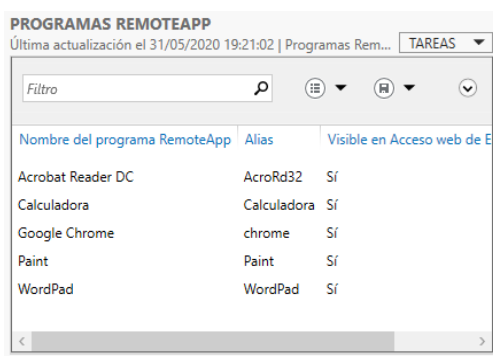 PROGRAMAS REMOTEAPP
Última actualización el 31/05/2020 19:21:02 | Programas Rem... TAREAS
Filtro
Nombre del programa RemoteApp Alias Visible en Acceso web de E
Acrobat Reader DC AcroRd32 Sí
Calculadora Calculadora Sí
Google Chrome chrome Sí
Paint Paint Sí
WordPad WordPad Sí